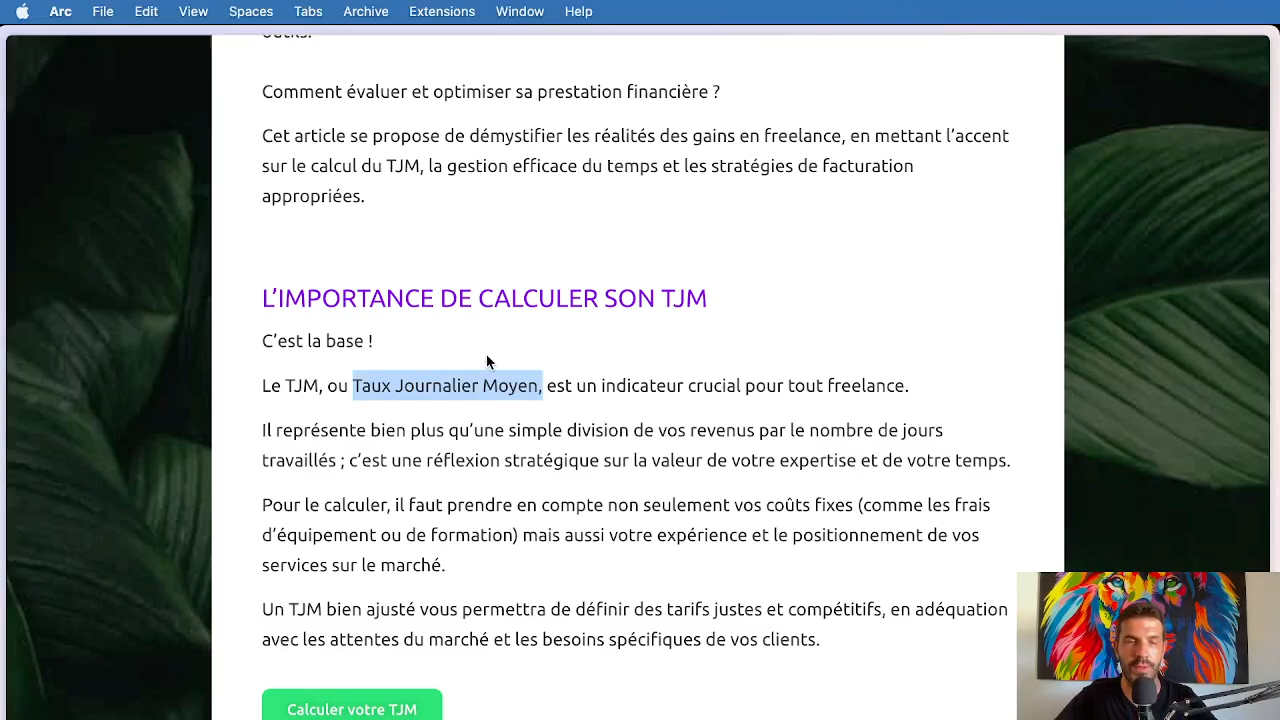 Arc File Edit View Spaces Tabs Archive Extensions Window Help
outils.
Comment évaluer et optimiser sa prestation financière ?
Cet article se propose de démystifier les réalités des gains en freelance, en mettant l’accent
sur le calcul du TJM, la gestion efficace du temps et les stratégies de facturation
appropriées.
L’IMPORTANCE DE CALCULER SON TJM
C’est la base !
Le TJM, ou Taux Journalier Moyen, est un indicateur crucial pour tout freelance.
Il représente bien plus qu’une simple division de vos revenus par le nombre de jours
travaillés ; c’est une réflexion stratégique sur la valeur de votre expertise et de votre temps.
Pour le calculer, il faut prendre en compte non seulement vos coûts fixes (comme les frais
d’équipement ou de formation) mais aussi votre expérience et le positionnement de vos
services sur le marché.
Un TJM bien ajusté vous permettra de définir des tarifs justes et compétitifs, en adéquation
avec les attentes du marché et les besoins spécifiques de vos clients.
Calculer votre TJM